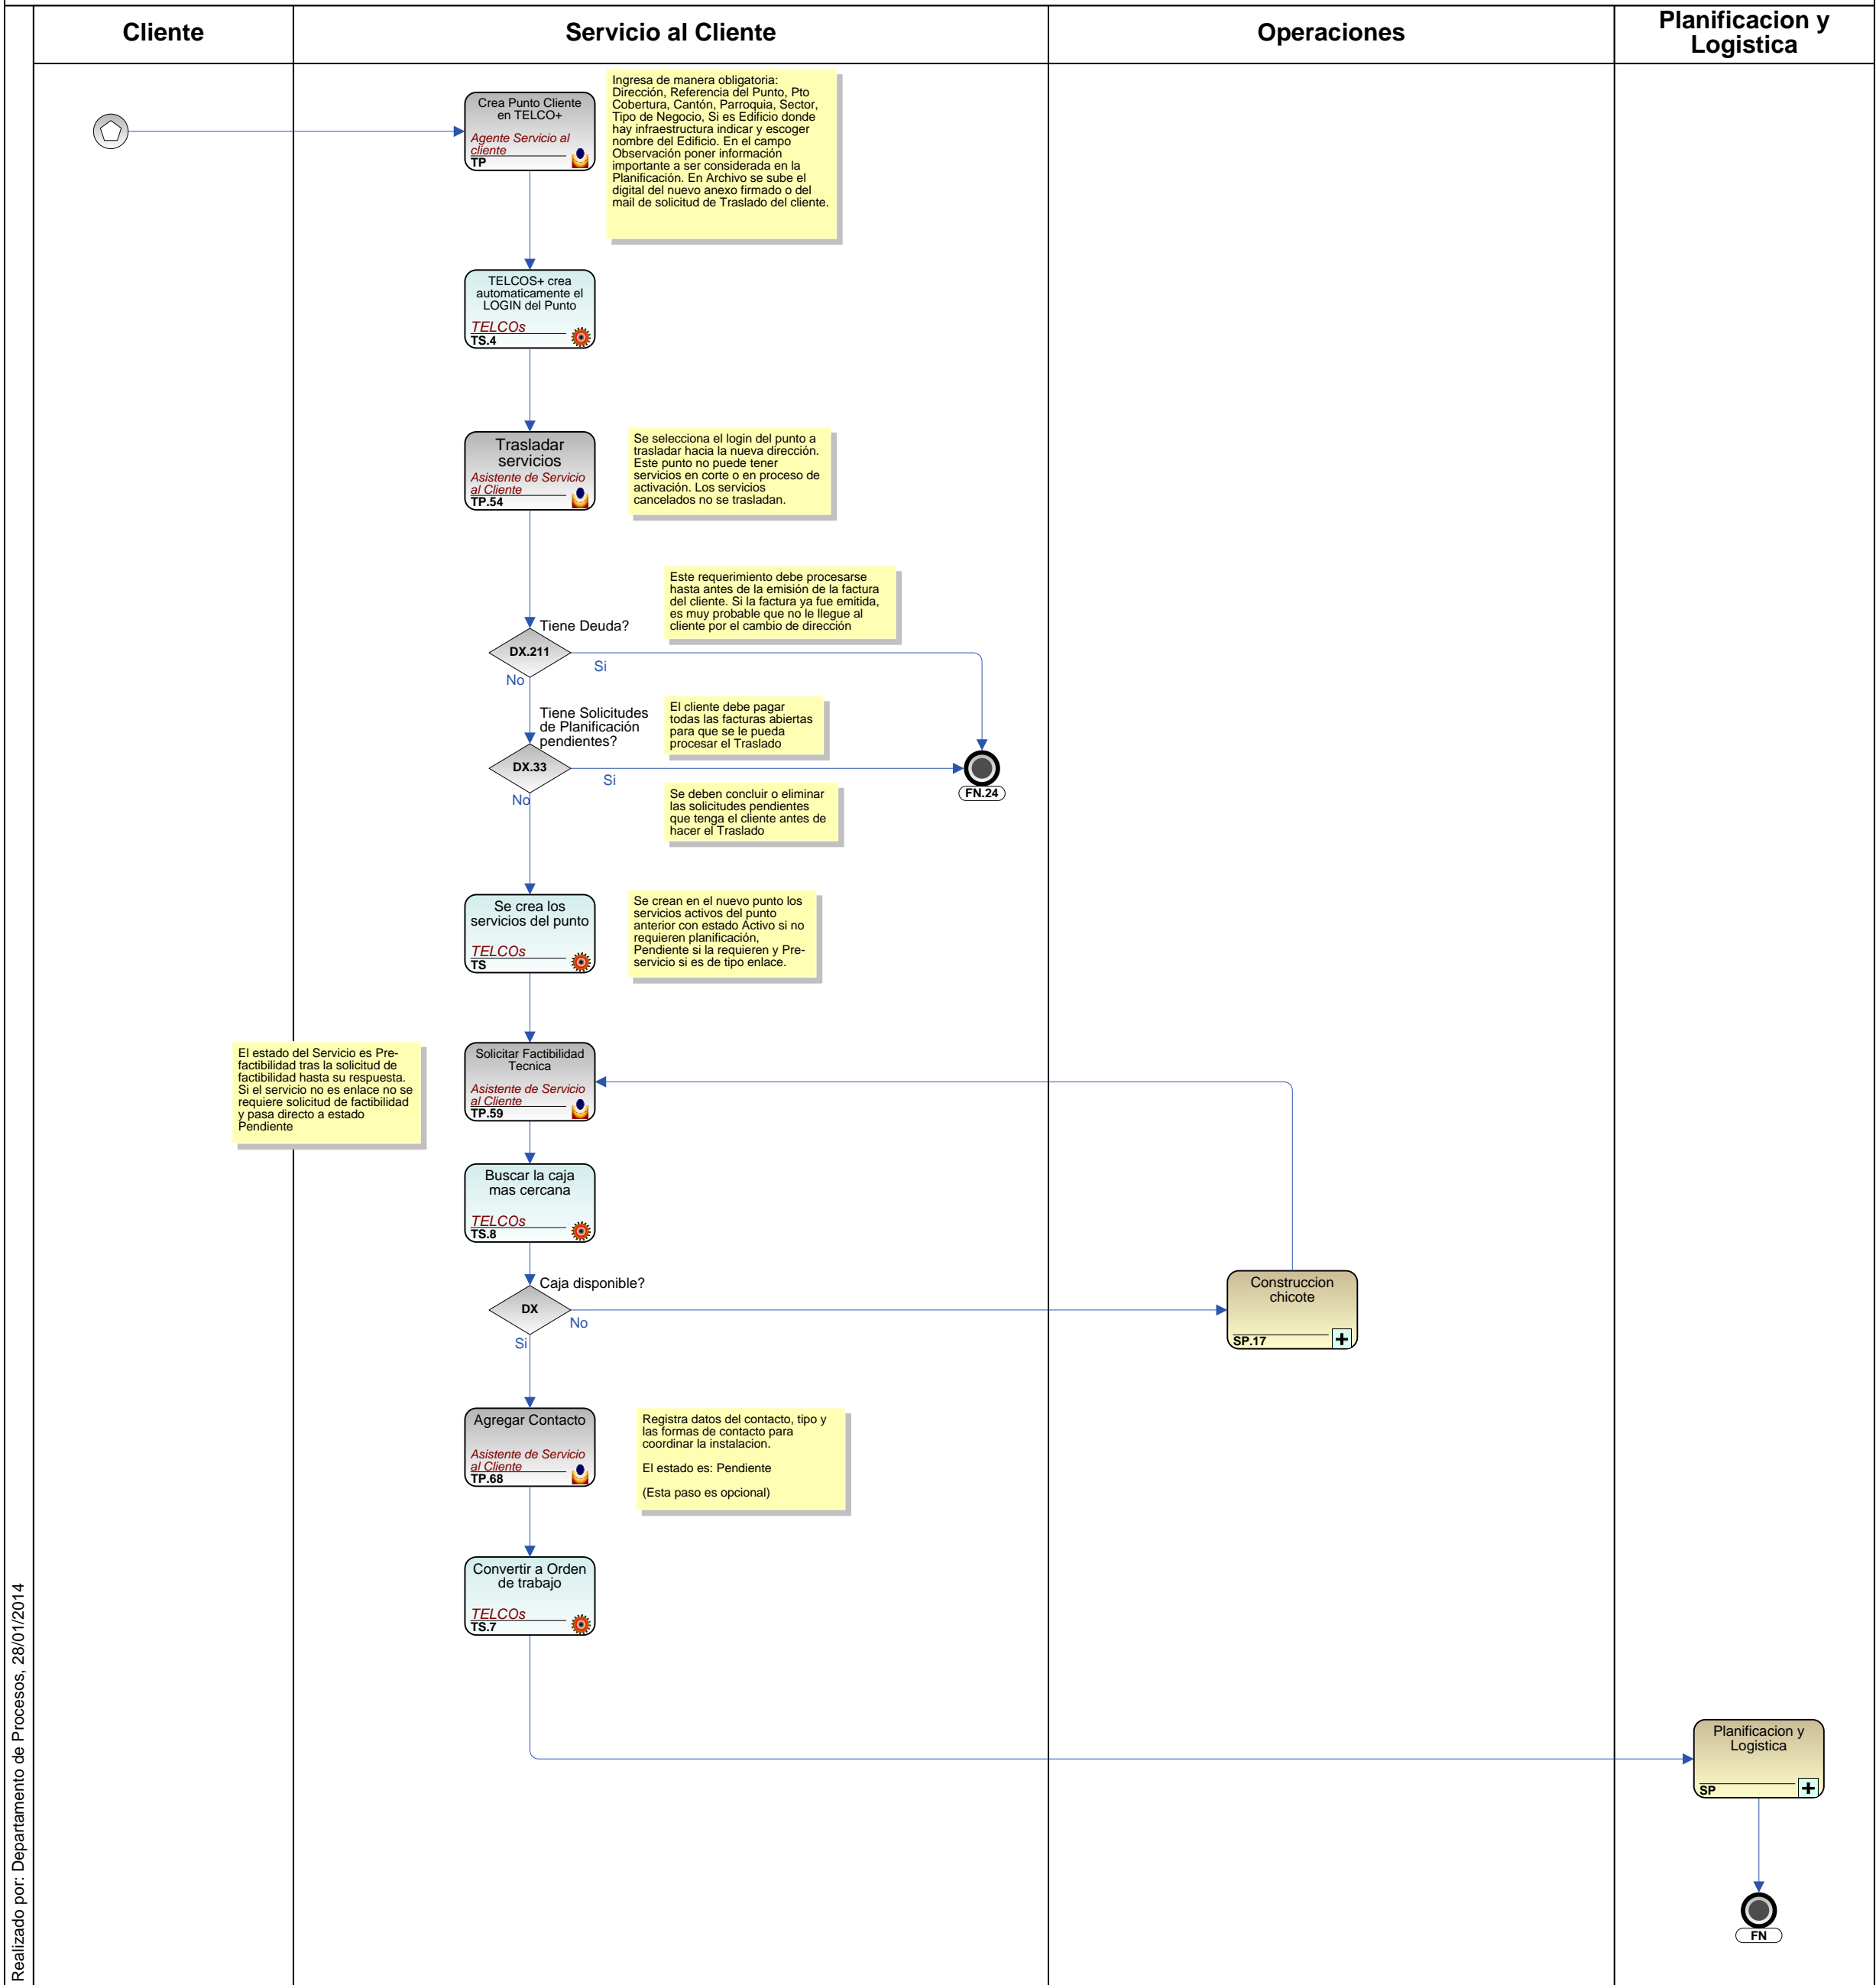 Cliente
Servicio al Cliente
Operaciones
Planificacion y
Logistica
Crea Punto Cliente
en TELCO+
Agente Servicio al
cliente
TP
Ingresa de manera obligatoria:
Dirección, Referencia del Punto, Pto
Cobertura, Cantón, Parroquia, Sector,
Tipo de Negocio, Si es Edificio donde
hay infraestructura indicar y escoger
nombre del Edificio. En el campo
Observación poner información
importante a ser considerada en la
Planificación. En Archivo se sube el
digital del nuevo anexo firmado o del
mail de solicitud de Traslado del cliente.
TELCOS+ crea
automaticamente el
LOGIN del Punto
TELCOs
TS.4
Trasladar
servicios
Asistente de Servicio
al Cliente
TP.54
Se selecciona el login del punto a
trasladar hacia la nueva dirección.
Este punto no puede tener
servicios en corte o en proceso de
activación. Los servicios
cancelados no se trasladan.
Este requerimiento debe procesarse
hasta antes de la emisión de la factura
del cliente. Si la factura ya fue emitida,
es muy probable que no le llegue al
cliente por el cambio de dirección
Tiene Deuda?
DX.211
Si
No
Tiene Solicitudes
de Planificación
pendientes?
El cliente debe pagar
todas las facturas abiertas
para que se le pueda
procesar el Traslado
DX.33
Si
No
FN.24
Se deben concluir o eliminar
las solicitudes pendientes
que tenga el cliente antes de
hacer el Traslado
Se crea los
servicios del punto
TELCOs
TS
Se crean en el nuevo punto los
servicios activos del punto
anterior con estado Activo si no
requieren planificación,
Pendiente si la requieren y Pre-
servicio si es de tipo enlace.
El estado del Servicio es Pre-
factibilidad tras la solicitud de
factibilidad hasta su respuesta.
Si el servicio no es enlace no se
requiere solicitud de factibilidad
y pasa directo a estado
Pendiente
Solicitar Factibilidad
Tecnica
Asistente de Servicio
al Cliente
TP.59
Buscar la caja
mas cercana
TELCOs
TS.8
Caja disponible?
DX
No
Si
Construccion
chicote
SP.17
Agregar Contacto
Asistente de Servicio
al Cliente
TP.68
Registra datos del contacto, tipo y
las formas de contacto para
coordinar la instalacion.
El estado es: Pendiente
(Esta paso es opcional)
Convertir a Orden
de trabajo
TELCOs
TS.7
Planificacion y
Logistica
SP
FN
Realizado por: Departamento de Procesos, 28/01/2014